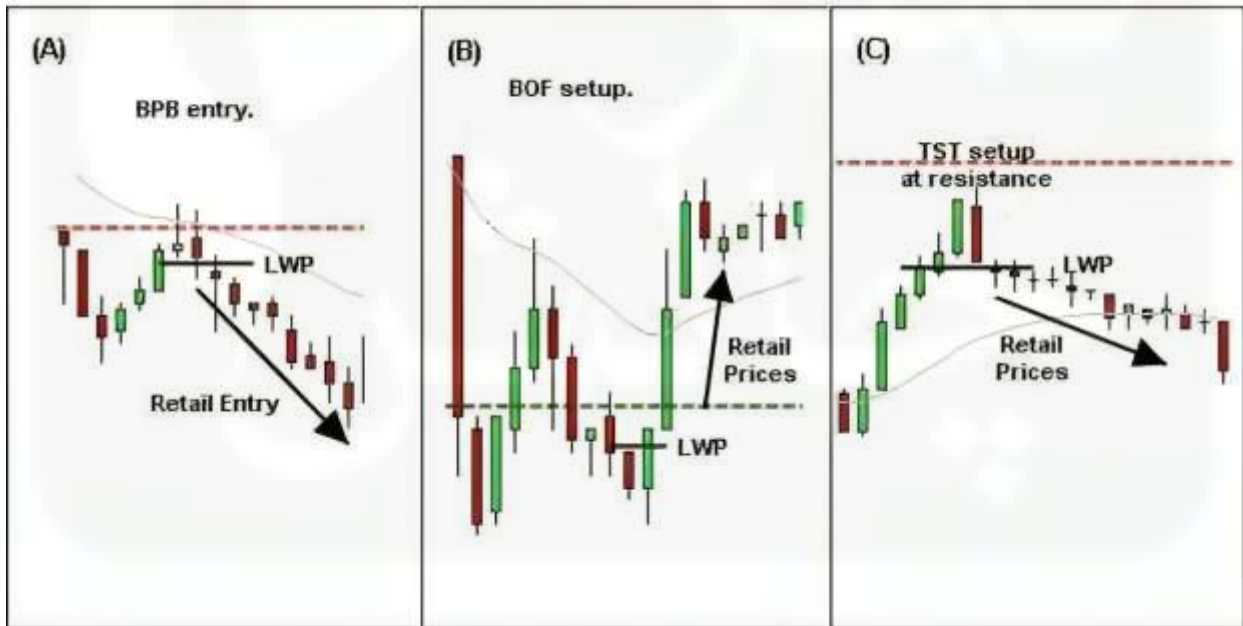 (A)
BPB entry.
LWP
Retail Entry
(B)
BOF setup.
Retail
Prices
LWP
(C)
TST setup
at resistance
LWP
Retail
Prices